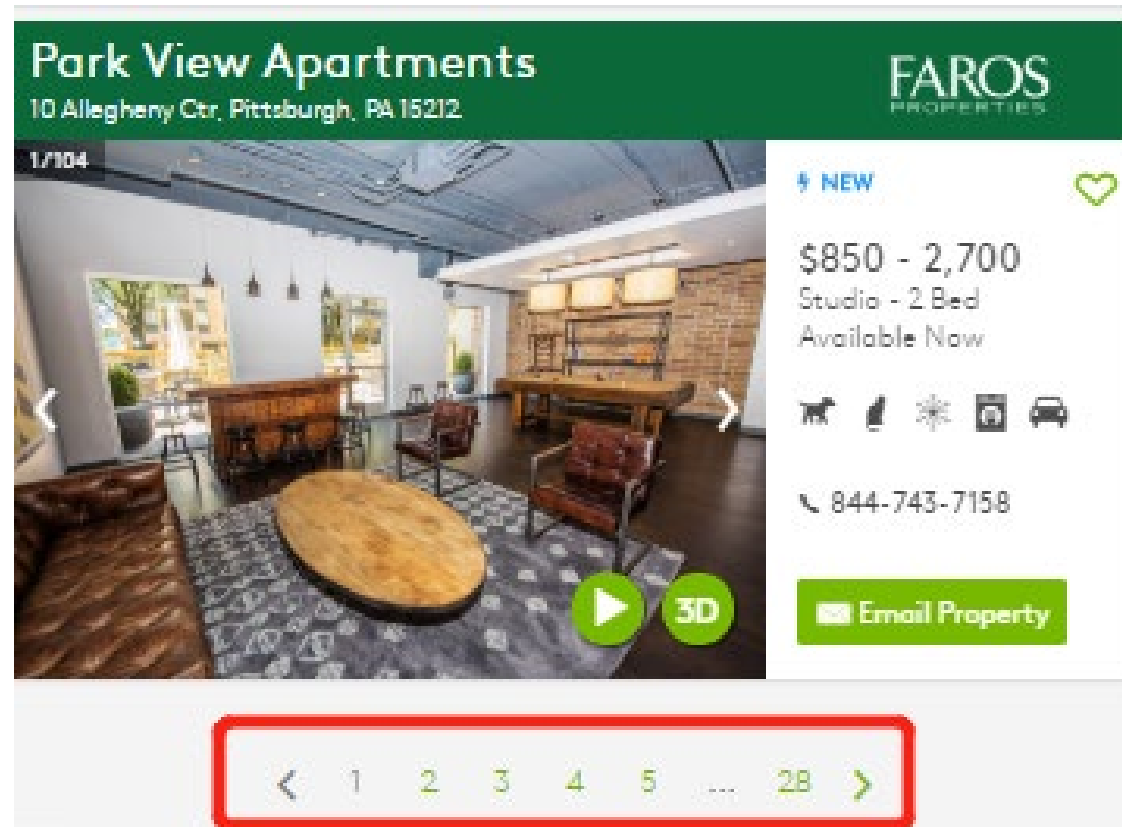 Park View Apartments
10 Allegheny Ctr, Pittsburgh, PA 15212
FAROS
PROPERTIES
1/104
NEW
$850 - 2,700
Studio - 2 Bed
Available Now
844-743-7158
3D
Email Property
< 1 2 3 4 5 ... 28 >